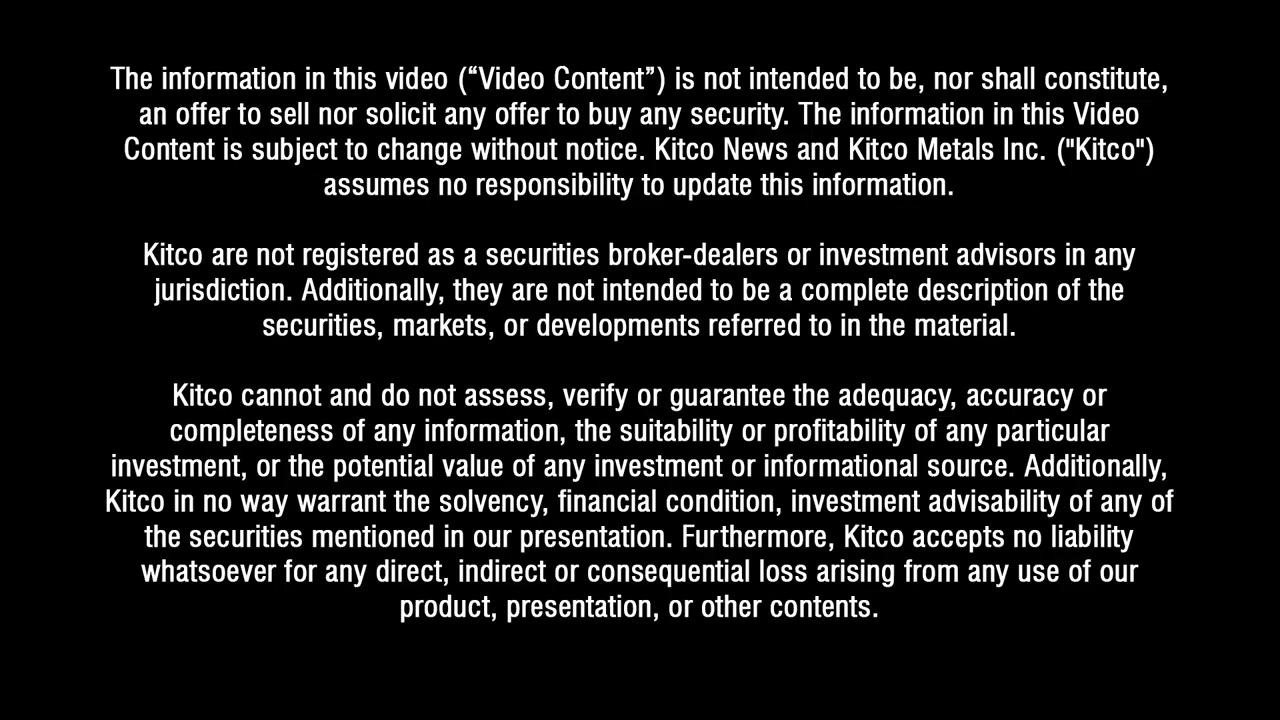 The information in this video (“Video Content”) is not intended to be, nor shall constitute,
an offer to sell nor solicit any offer to buy any security. The information in this Video
Content is subject to change without notice. Kitco News and Kitco Metals Inc. ("Kitco")
assumes no responsibility to update this information.
Kitco are not registered as a securities broker-dealers or investment advisors in any
jurisdiction. Additionally, they are not intended to be a complete description of the
securities, markets, or developments referred to in the material.
Kitco cannot and do not assess, verify or guarantee the adequacy, accuracy or
completeness of any information, the suitability or profitability of any particular
investment, or the potential value of any investment or informational source. Additionally,
Kitco in no way warrant the solvency, financial condition, investment advisability of any of
the securities mentioned in our presentation. Furthermore, Kitco accepts no liability
whatsoever for any direct, indirect or consequential loss arising from any use of our
product, presentation, or other contents.